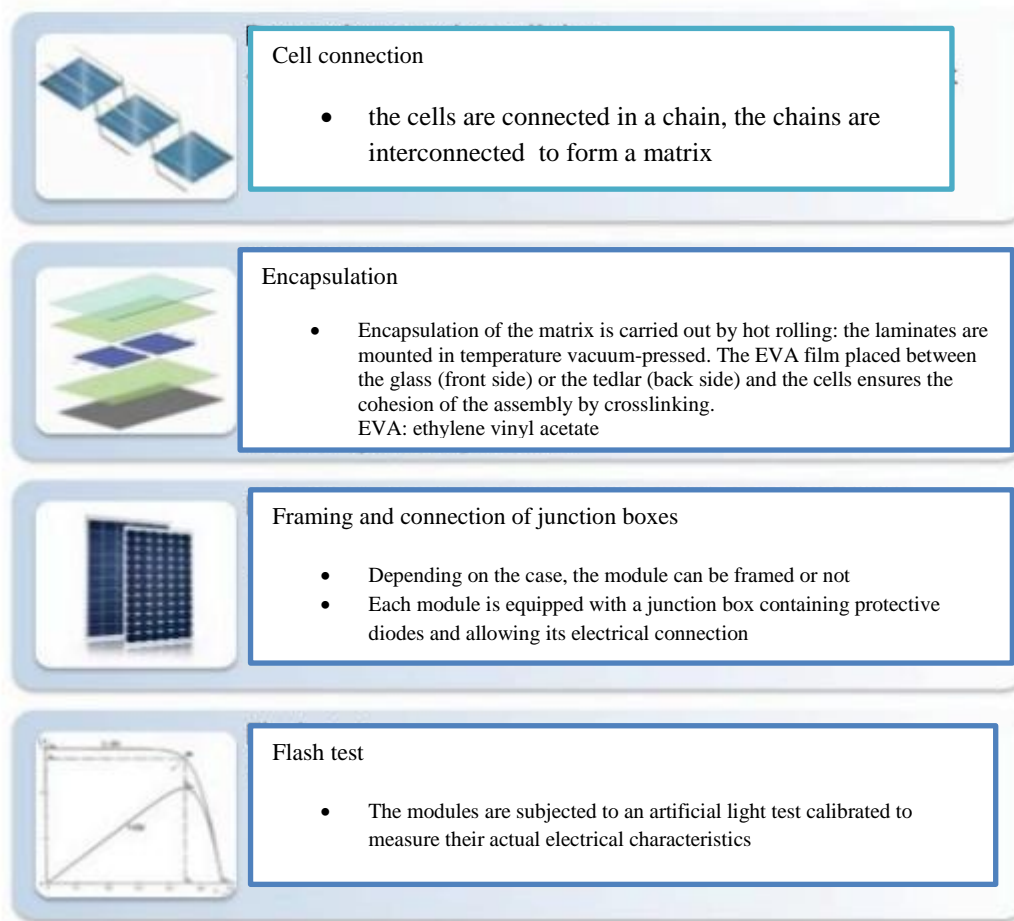 Cell connection
• the cells are connected in a chain, the chains are
interconnected to form a matrix
Encapsulation
• Encapsulation of the matrix is carried out by hot rolling: the laminates are
mounted in temperature vacuum-pressed. The EVA film placed between
the glass (front side) or the tedlar (back side) and the cells ensures the
cohesion of the assembly by crosslinking.
EVA: ethylene vinyl acetate
Framing and connection of junction boxes
• Depending on the case, the module can be framed or not
• Each module is equipped with a junction box containing protective
diodes and allowing its electrical connection
Flash test
• The modules are subjected to an artificial light test calibrated to
measure their actual electrical characteristics